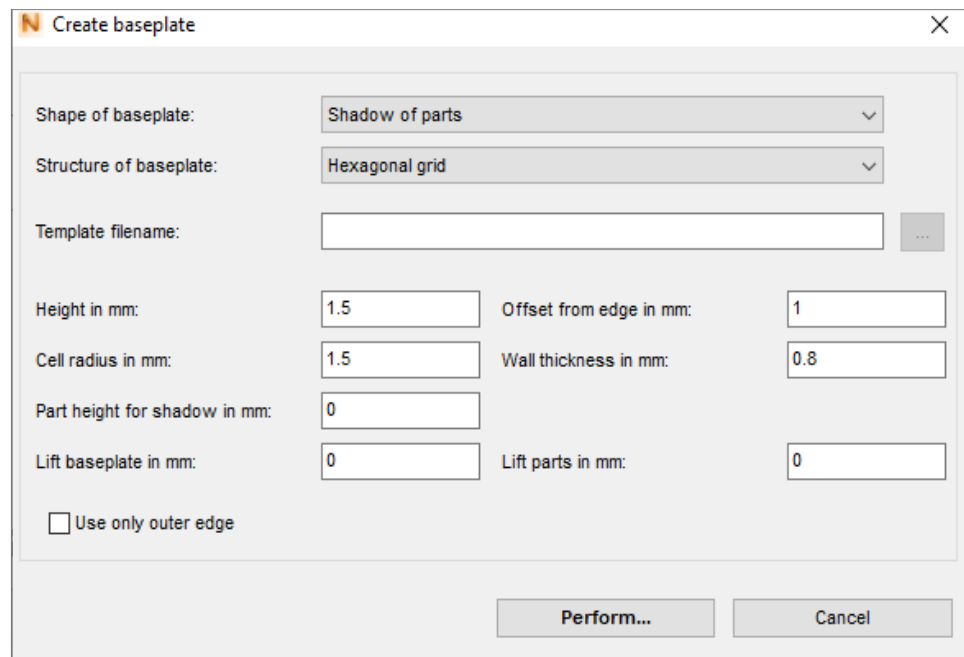 N Create baseplate
Shape of baseplate: Shadow of parts
Structure of baseplate: Hexagonal grid
Template filename: ...
Height in mm: 1.5 Offset from edge in mm: 1
Cell radius in mm: 1.5 Wall thickness in mm: 0.8
Part height for shadow in mm: 0
Lift baseplate in mm: 0 Lift parts in mm: 0
Use only outer edge
Perform... Cancel